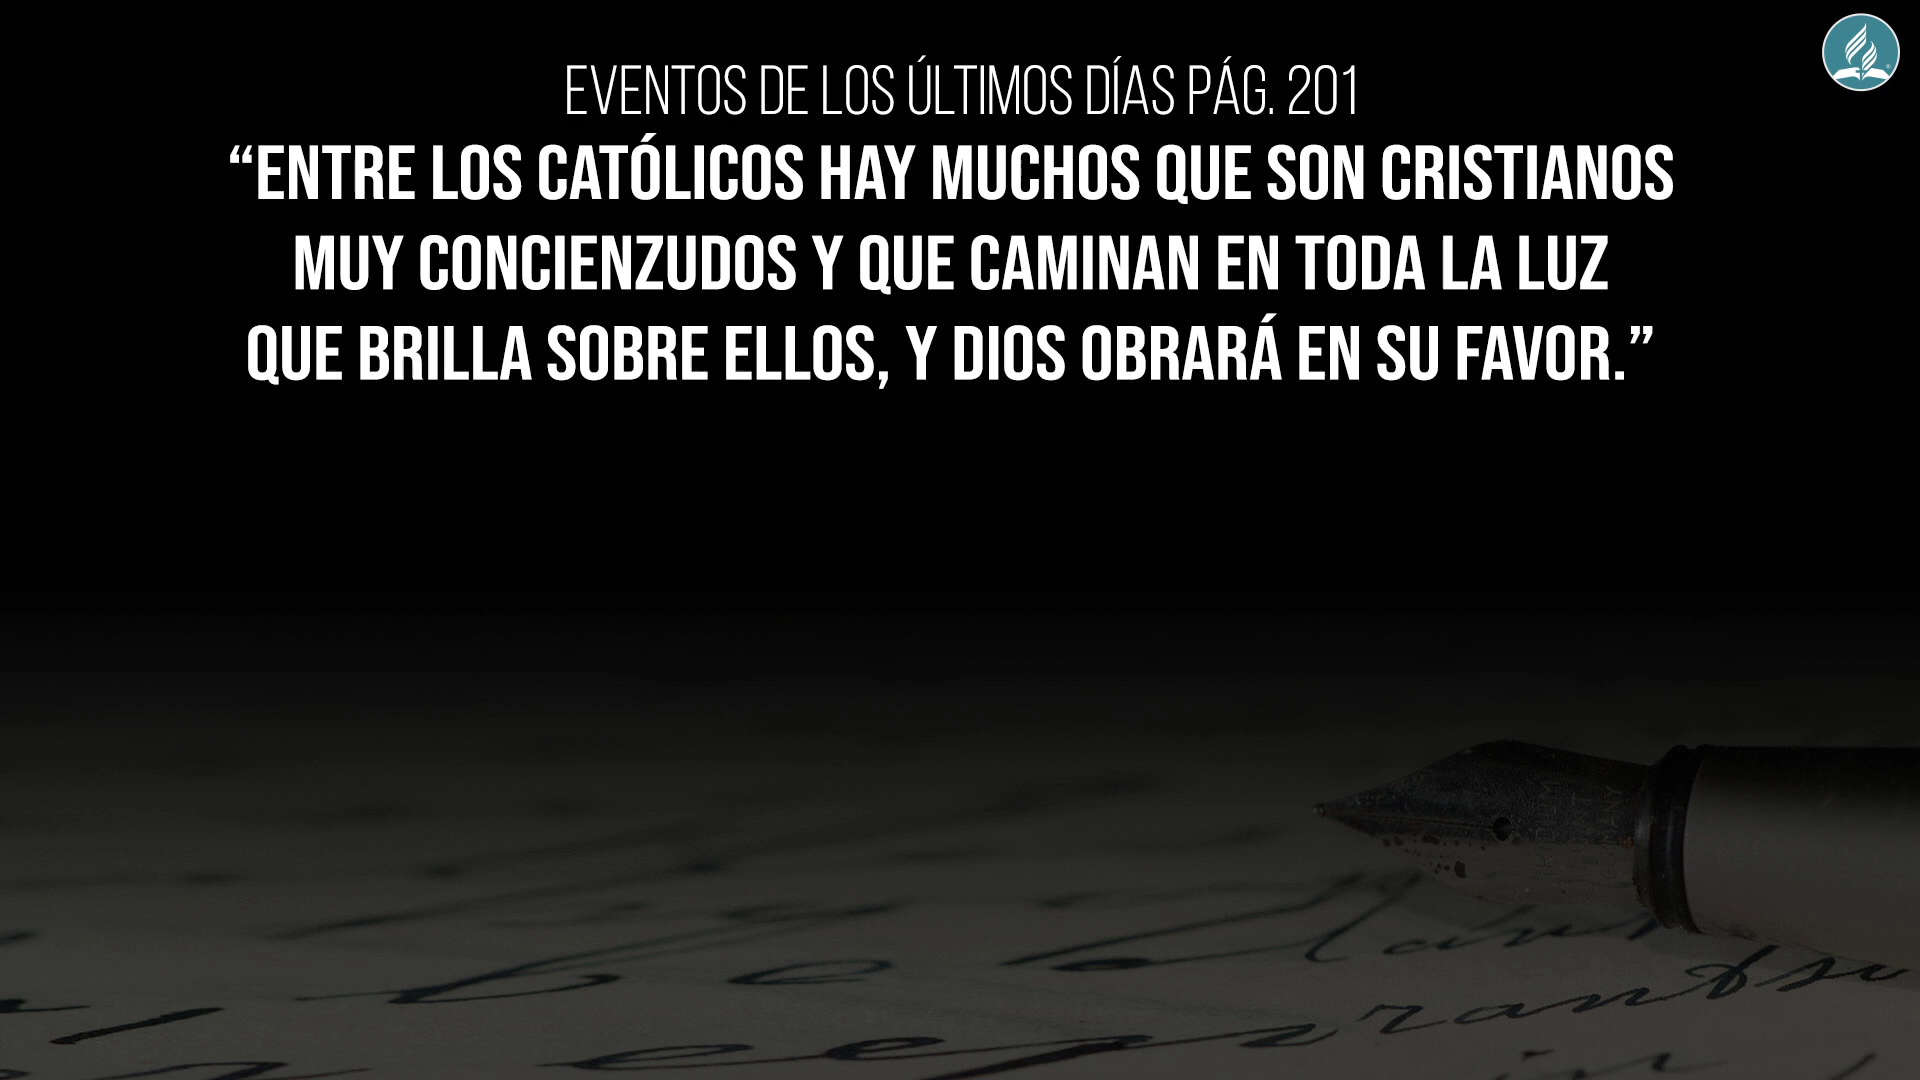 EVENTOS DE LOS ÚLTIMOS DÍAS PÁG. 201
“ENTRE LOS CATÓLICOS HAY MUCHOS QUE SON CRISTIANOS
MUY CONCIENZUDOS Y QUE CAMINAN EN TODA LA LUZ
QUE BRILLA SOBRE ELLOS, Y DIOS OBRARÁ EN SU FAVOR.”